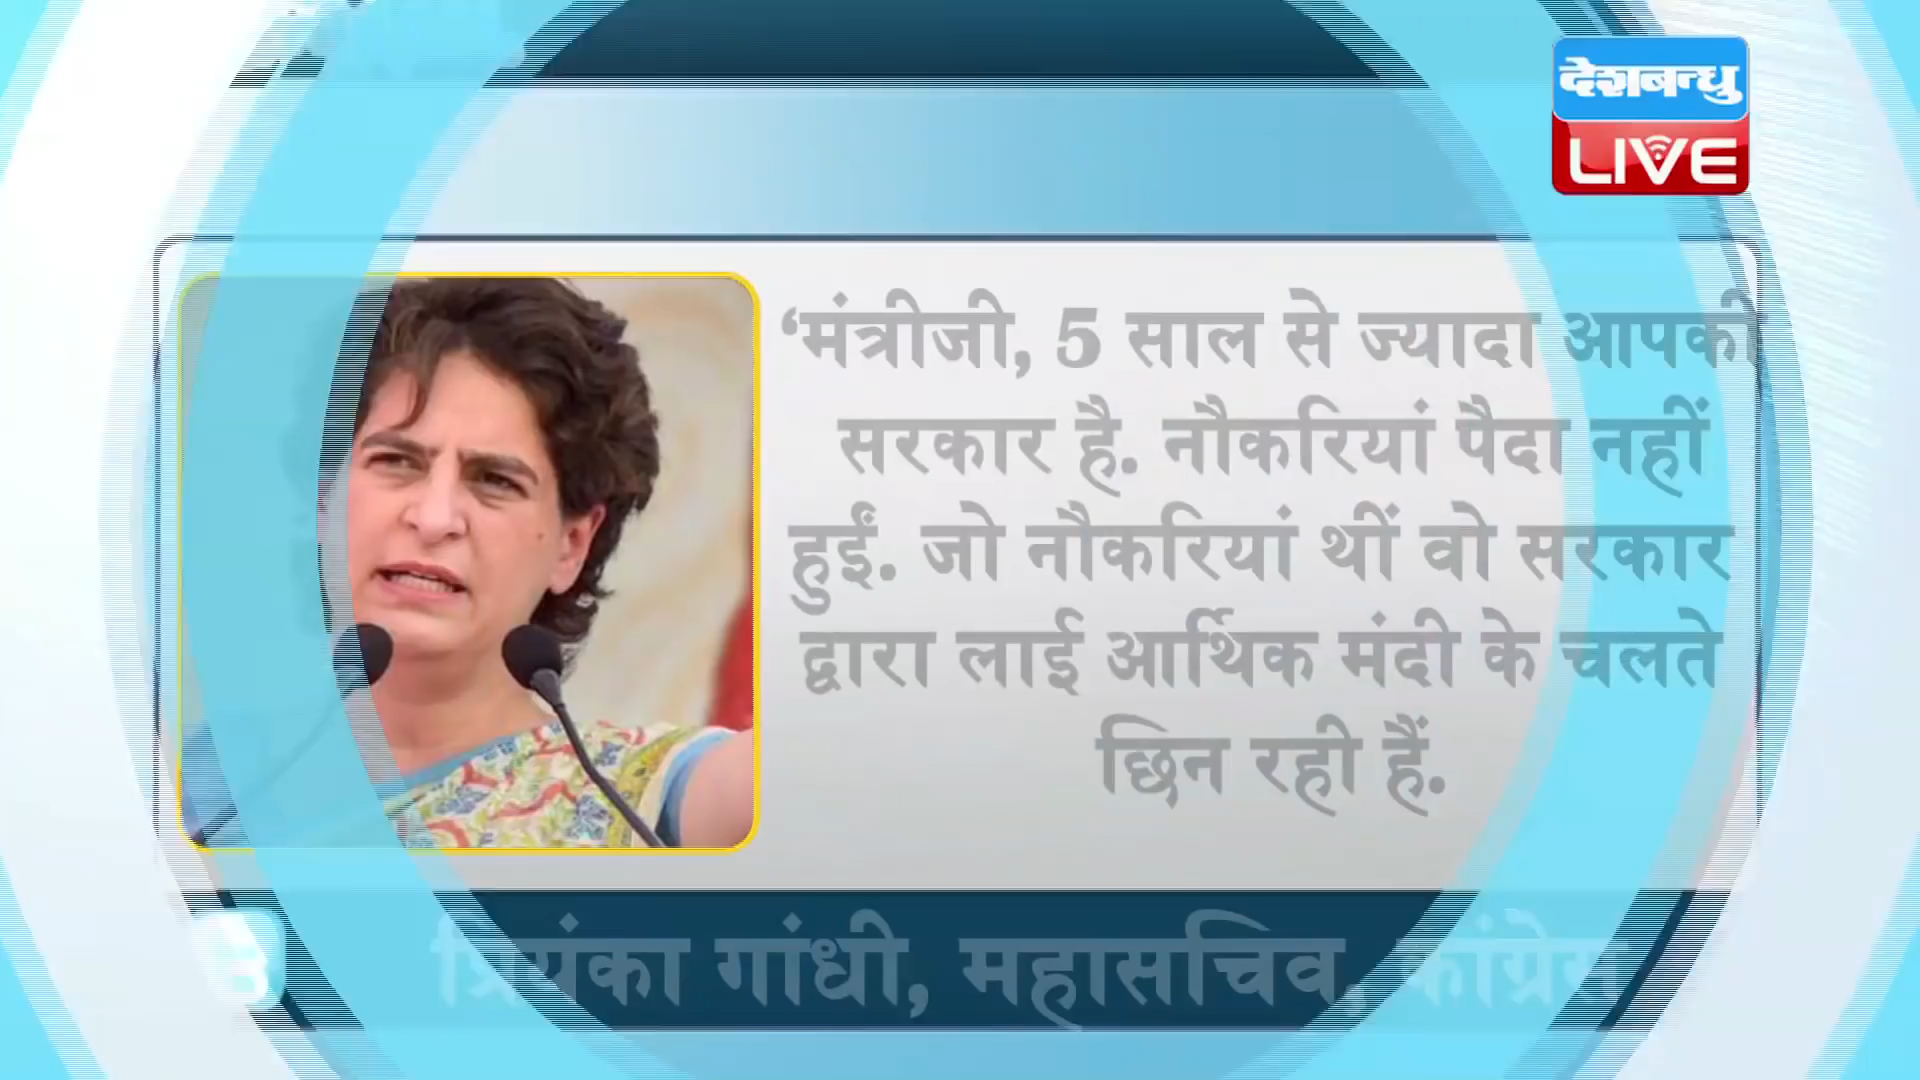 देशबन्धु
LIVE
‘मंत्रीजी, 5 साल से ज्यादा आपकी
सरकार है. नौकरियां पैदा नहीं
हुईं. जो नौकरियां थीं वो सरकार
द्वारा लाई आर्थिक मंदी के चलते
छिन रही हैं.
प्रियंका गांधी, महासचिव, कांग्रेस